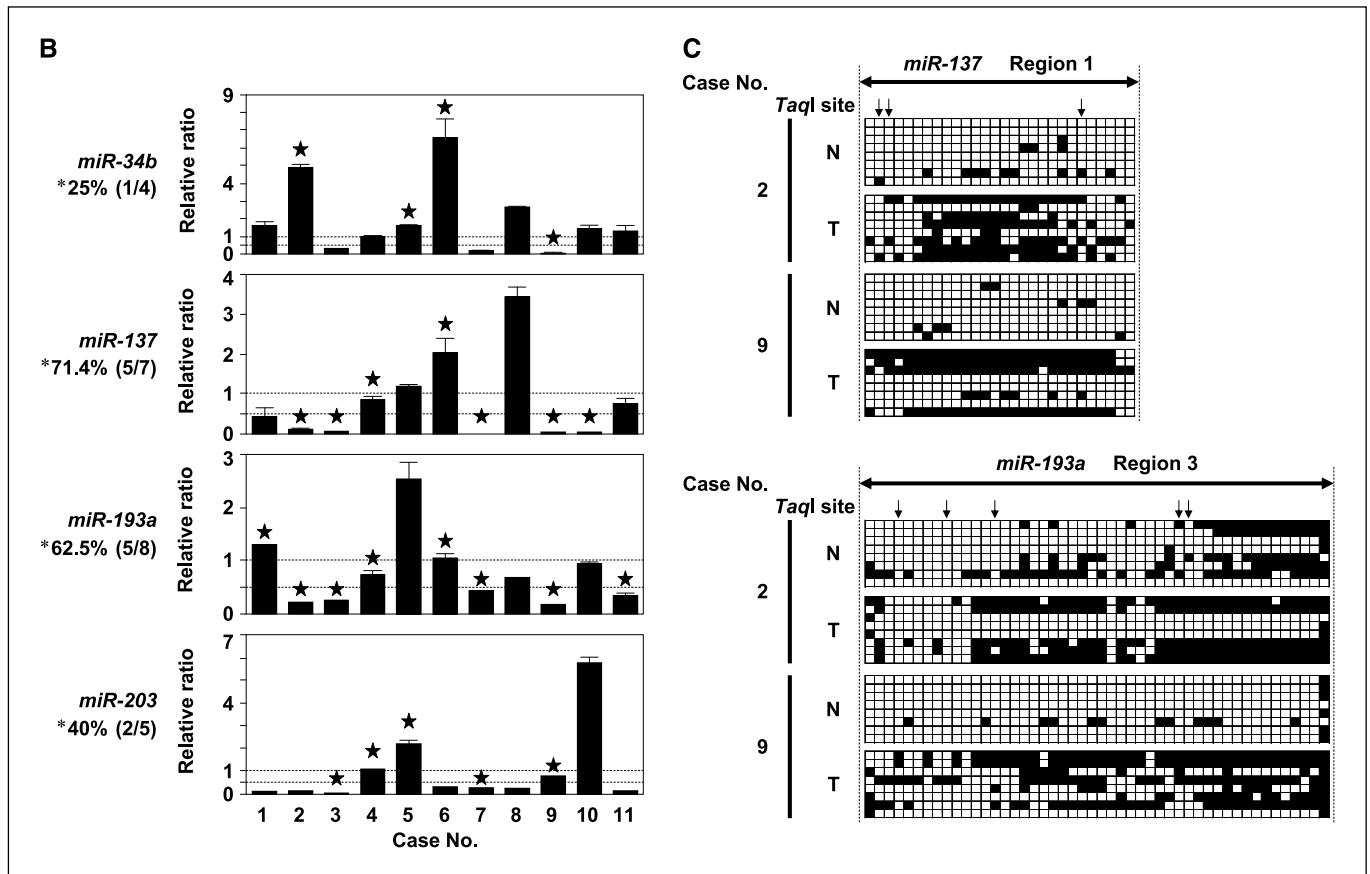 B
miR-34b
*25% (1/4)
Relative ratio
9
4
1
0
miR-137
*71.4% (5/7)
Relative ratio
4
3
2
1
0
miR-193a
*62.5% (5/8)
Relative ratio
3
2
1
0
miR-203
*40% (2/5)
Relative ratio
7
4
1
0
1 2 3 4 5 6 7 8 9 10 11
Case No.
C
miR-137 Region 1
Case No.
TaqI site
2
N
T
9
N
T
miR-193a Region 3
Case No.
TaqI site
2
N
T
9
N
T